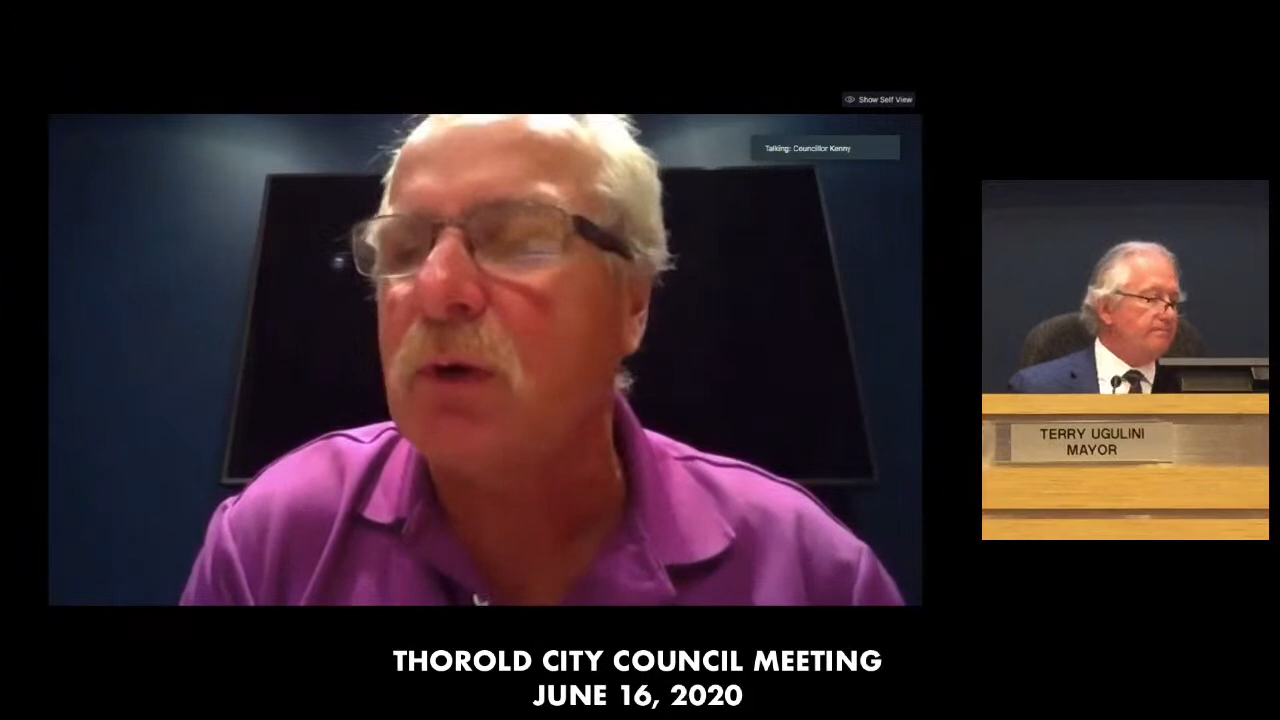 Show Self View
Talking: Councillor Kenny
TERRY UGULINI
MAYOR
THOROLD CITY COUNCIL MEETING
JUNE 16, 2020